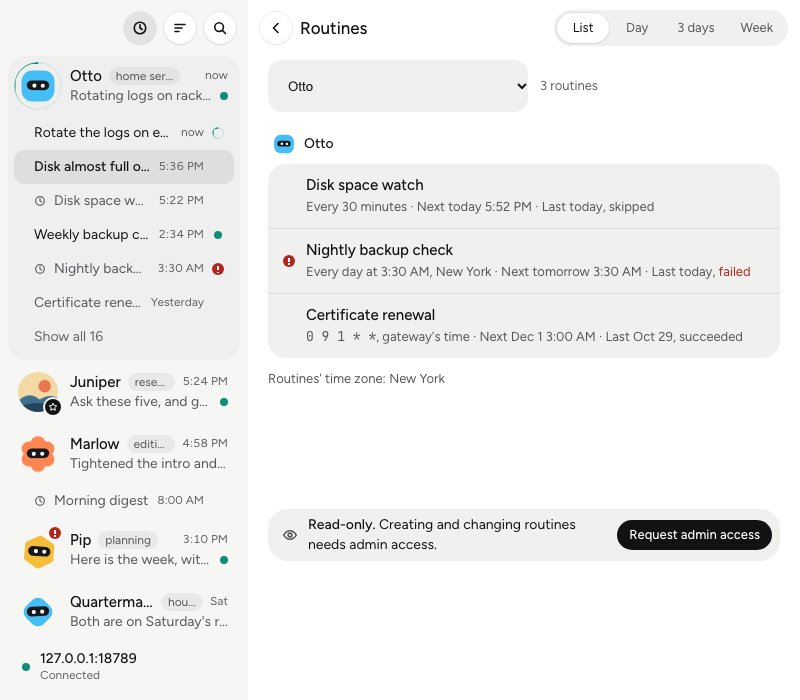 Otto home ser... now
Rotating logs on rack...
Rotate the logs on e... now
Disk almost full o... 5:36 PM
Disk space w... 5:22 PM
Weekly backup c... 2:34 PM
Nightly back... 3:30 AM
Certificate rene... Yesterday
Show all 16
Juniper rese... 5:24 PM
Ask these five, and g...
Marlow editi... 4:58 PM
Tightened the intro and...
Morning digest 8:00 AM
Pip planning 3:10 PM
Here is the week, wit...
Quarterma... hou... Sat
Both are on Saturday's r...
127.0.0.1:18789
Connected
Routines
List Day 3 days Week
Otto 3 routines
Otto
Disk space watch
Every 30 minutes · Next today 5:52 PM · Last today, skipped
Nightly backup check
Every day at 3:30 AM, New York · Next tomorrow 3:30 AM · Last today, failed
Certificate renewal
0 9 1 * *, gateway's time · Next Dec 1 3:00 AM · Last Oct 29, succeeded
Routines' time zone: New York
Read-only. Creating and changing routines
needs admin access.
Request admin access